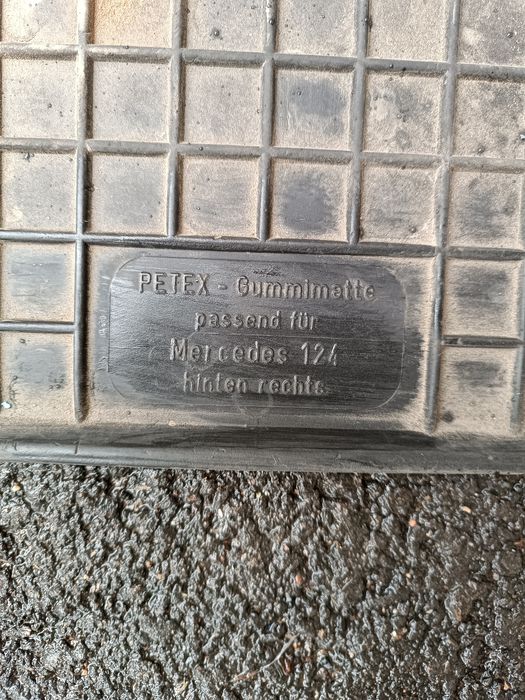 PETEX - Gummimatte
passend für
Mercedes 124
hinten rechts